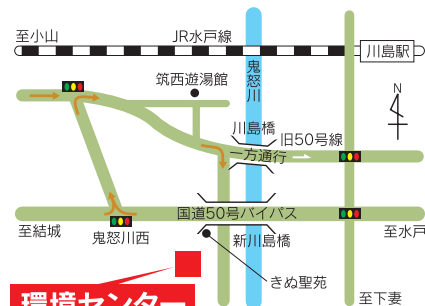 至小山
JR水戸線
川島駅
筑西遊湯館
鬼怒川
N
川島橋
旧50号線
一方通行
国道50号バイパス
至結城
鬼怒川西
新川島橋
至水戸
きぬ聖苑
環境センター
至下妻